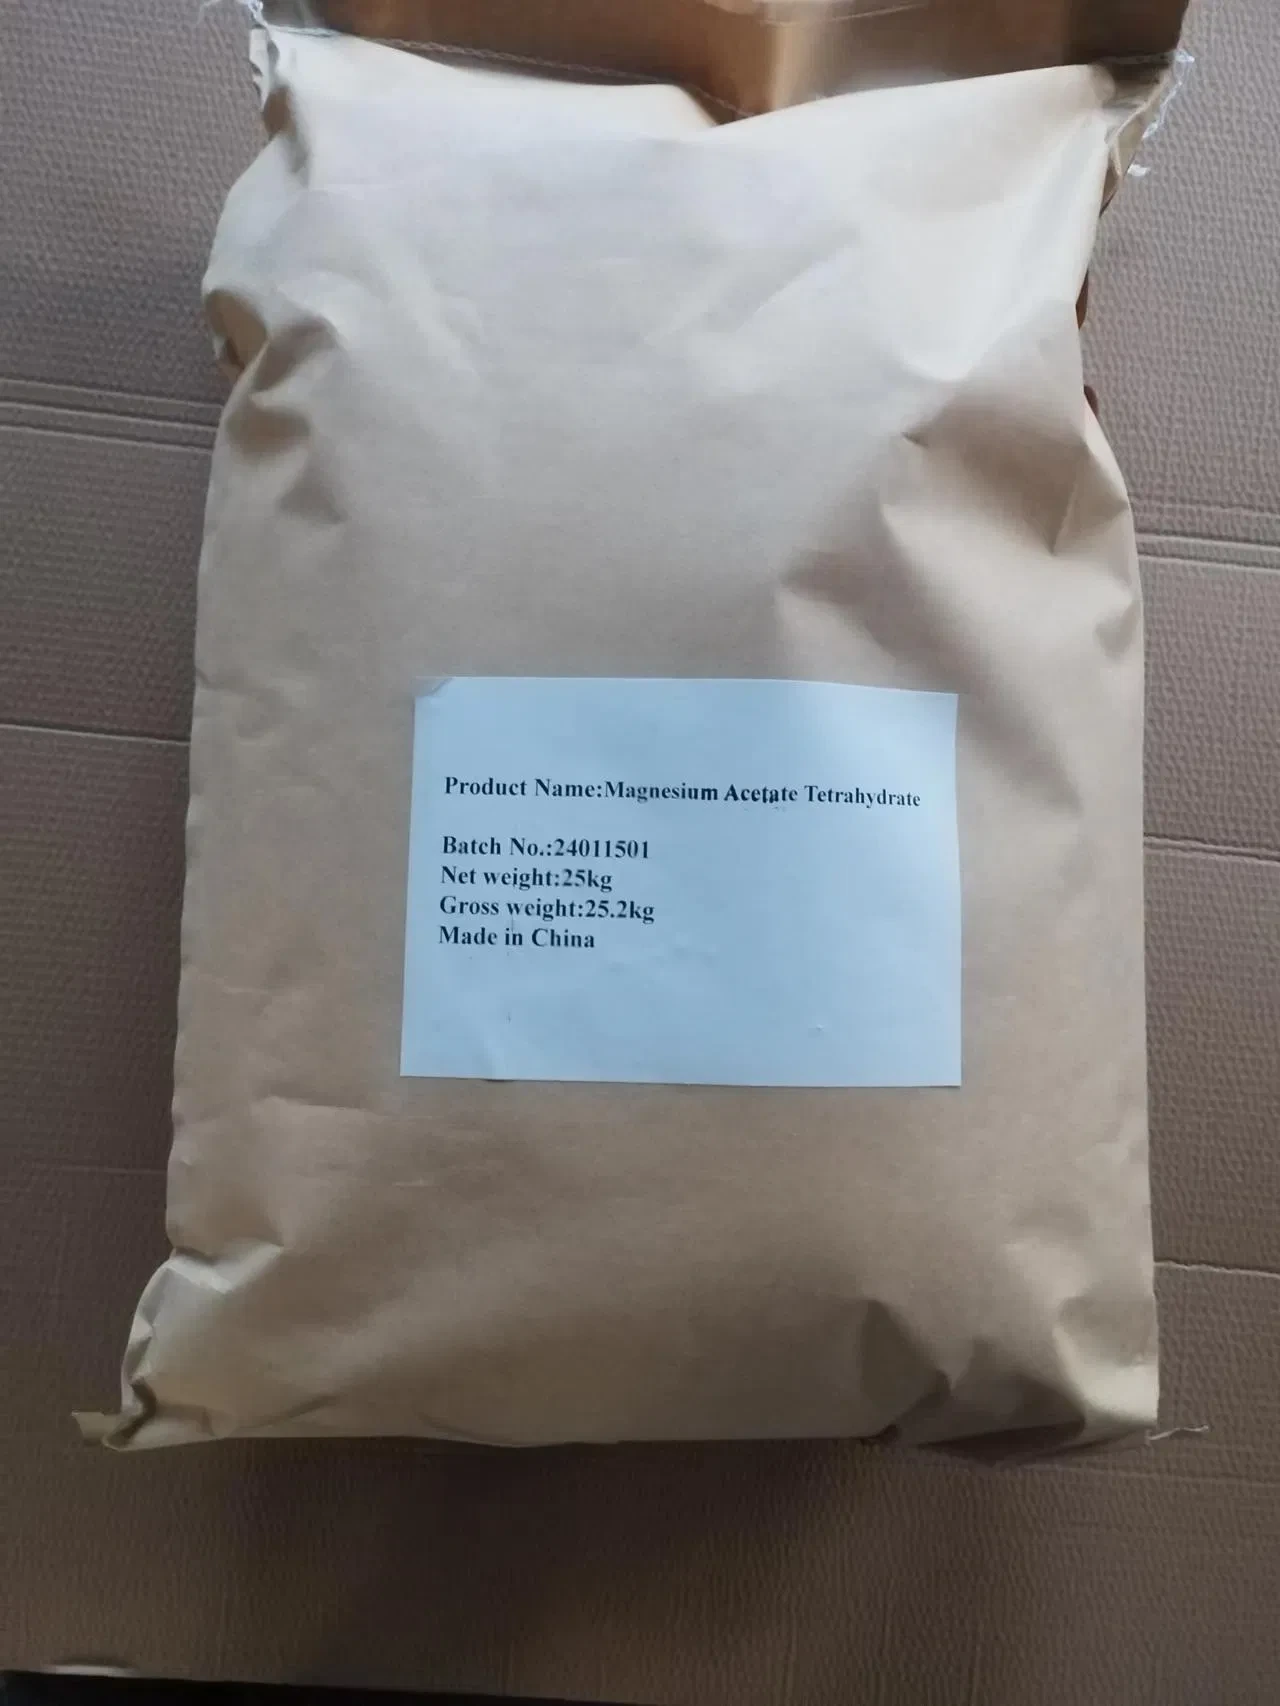 Product Name:Magnesium Acetate Tetrahydrate
Batch No.:24011501
Net weight:25kg
Gross weight:25.2kg
Made in China